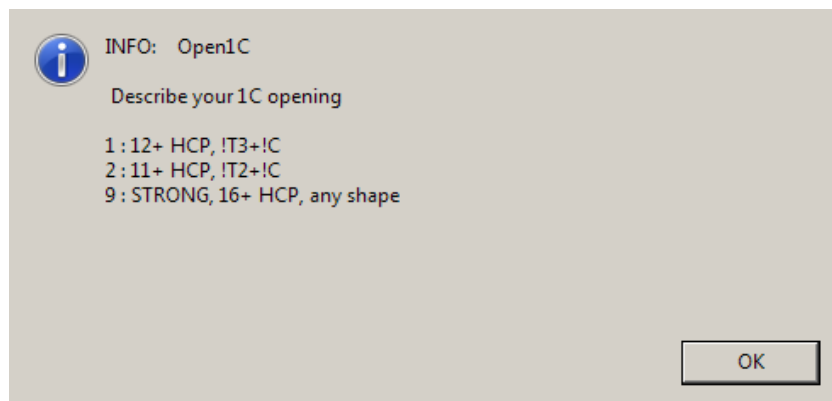 INFO: Open1C
Describe your 1C opening
1 : 12+ HCP, !T3+!C
2 : 11+ HCP, !T2+!C
9 : STRONG, 16+ HCP, any shape
OK